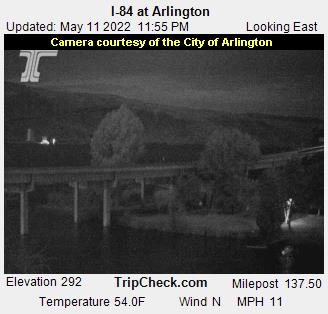 I-84 at Arlington
Updated: May 11 2022 11:55 PM Looking East
Camera courtesy of the City of Arlington
Elevation 292 TripCheck.com Milepost 137.50
Temperature 54.0F Wind N MPH 11